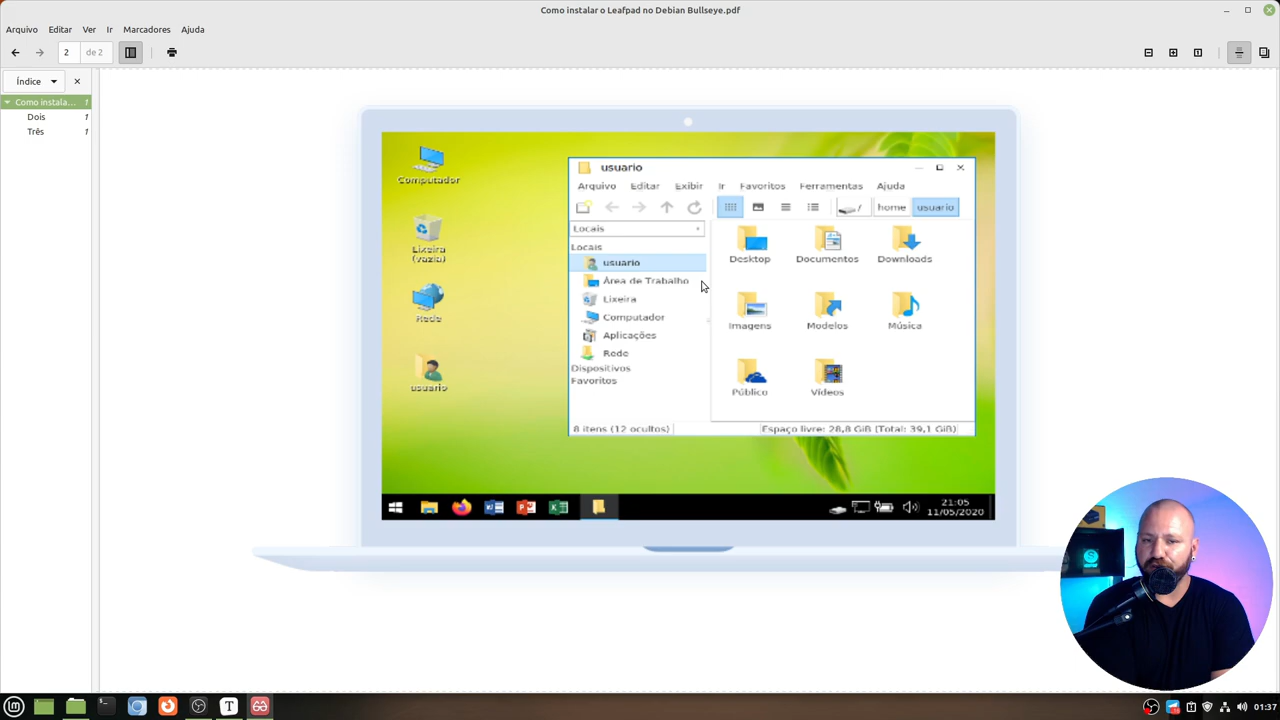 Como instalar o Leafpad no Debian Bullseye.pdf
Arquivo Editar Ver Ir Marcadores Ajuda
2 de 2
Índice
Como instala... 1
Dois 1
Três 1
Computador
Lixeira
(vazia)
Rede
usuario
usuario
Arquivo Editar Exibir Ir Favoritos Ferramentas Ajuda
/ home usuario
Locais
Locais
usuario
Área de Trabalho
Lixeira
Computador
Aplicações
Rede
Dispositivos
Favoritos
Desktop Documentos Downloads
Imagens Modelos Música
Público Vídeos
8 itens (12 ocultos) Espaço livre: 28,8 GiB (Total: 39,1 GiB)
21:05
11/05/2020
01:37